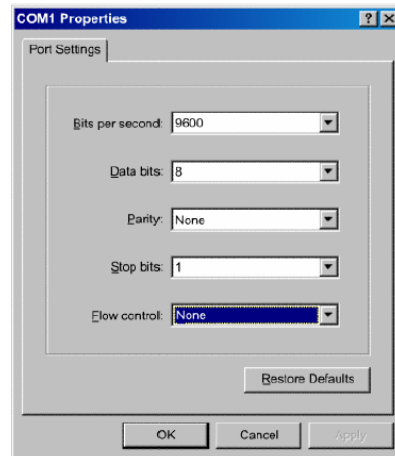 COM1 Properties
Port Settings
Bits per second: 9600
Data bits: 8
Parity: None
Stop bits: 1
Flow control: None
Restore Defaults
OK Cancel Apply